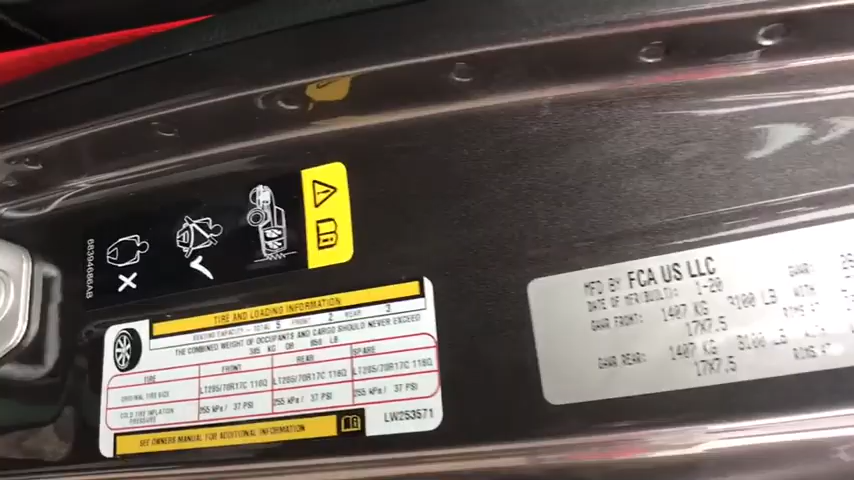 68394686AB
TIRE AND LOADING INFORMATION
SEATING CAPACITY - TOTAL 5 FRONT 2 REAR 3
THE COMBINED WEIGHT OF OCCUPANTS AND CARGO SHOULD NEVER EXCEED
385 KG OR 850 LB
TIRE FRONT REAR SPARE
ORIGINAL TIRE SIZE LT285/70R17C 116Q LT285/70R17C 116Q LT285/70R17C 116Q
COLD TIRE INFLATION PRESSURE 255 kPa / 37 PSI 255 kPa / 37 PSI 255 kPa / 37 PSI
SEE OWNERS MANUAL FOR ADDITIONAL INFORMATION
LW253571
MFD BY FCA US LLC
DATE OF MFR/BUILT: 1-20 GVWR:
GAWR FRONT: 1407 KG 3100 LB WITH
17X7.5
GAWR REAR: 1407 KG 3100 LB
17X7.5 RIMS AT